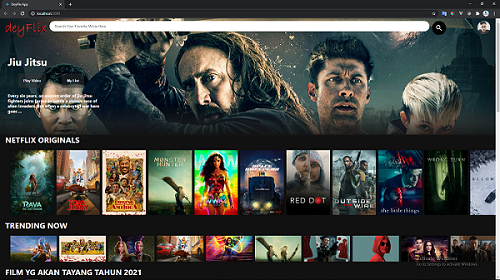 DeyFlix App
localhost:3000
deyFlix
Search Your Favorite Movie Here
Jiu Jitsu
Play Video
My List
Every six years, an ancient order of Jiu Jitsu
fighters joins forces to battle a vicious race of
alien invaders. But when a celebrated war hero
goes ...
NETFLIX ORIGINALS
TRAVA
MONSTER
HUNTER
RED DOT
OUTSIDE
WIRE
the little things
WRONG TURN
BELOW
TRENDING NOW
Activate Windows
Go to Settings to activate Windows.
FILM YG AKAN TAYANG TAHUN 2021